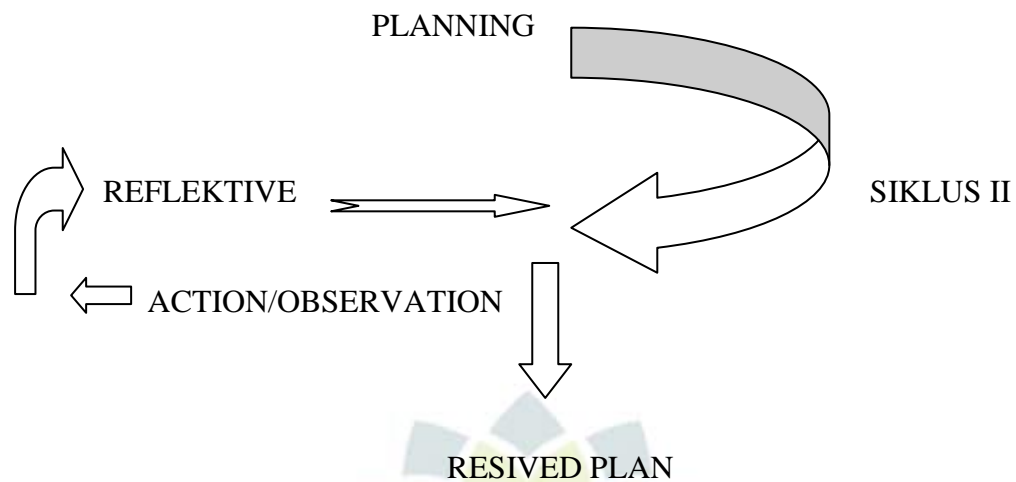 PLANNING
REFLEKTIVE
SIKLUS II
ACTION/OBSERVATION
RESIVED PLAN